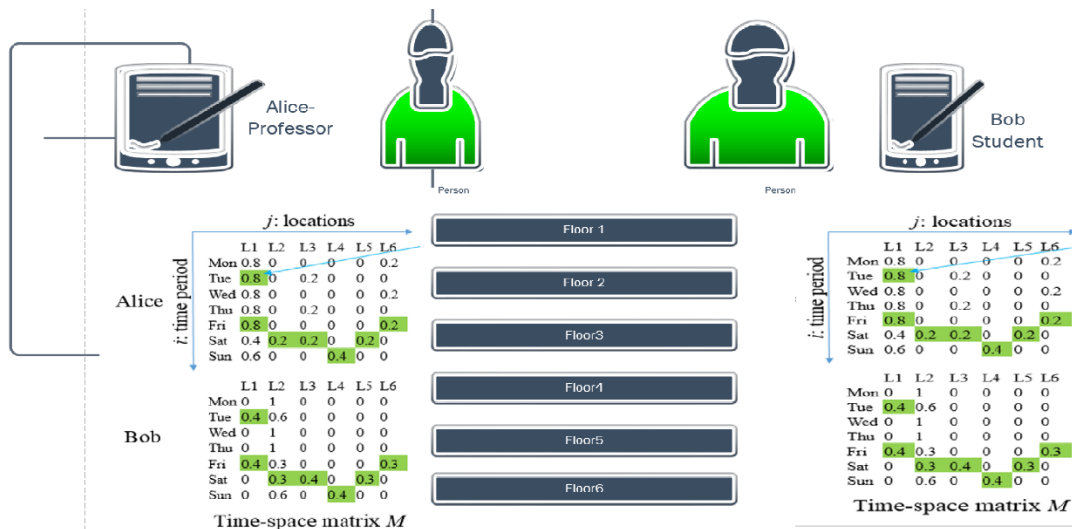 Alice-
Professor
Person
Person
Bob
Student
j: locations
i: time period
Alice
L1 L2 L3 L4 L5 L6
Mon 0.8 0 0 0 0 0.2
Tue 0.8 0 0.2 0 0 0
Wed 0.8 0 0 0 0 0.2
Thu 0.8 0 0.2 0 0 0
Fri 0.8 0 0 0 0 0.2
Sat 0.4 0.2 0.2 0 0.2 0
Sun 0.6 0 0 0.4 0 0
Bob
L1 L2 L3 L4 L5 L6
Mon 0 1 0 0 0 0
Tue 0.4 0.6 0 0 0 0
Wed 0 1 0 0 0 0
Thu 0 1 0 0 0 0
Fri 0.4 0.3 0 0 0 0.3
Sat 0 0.3 0.4 0 0.3 0
Sun 0 0.6 0 0.4 0 0
Time-space matrix M
Floor 1
Floor 2
Floor3
Floor4
Floor5
Floor6
j: locations
i: time period
L1 L2 L3 L4 L5 L6
Mon 0.8 0 0 0 0 0.2
Tue 0.8 0 0.2 0 0 0
Wed 0.8 0 0 0 0 0.2
Thu 0.8 0 0.2 0 0 0
Fri 0.8 0 0 0 0 0.2
Sat 0.4 0.2 0.2 0 0.2 0
Sun 0.6 0 0 0.4 0 0
L1 L2 L3 L4 L5 L6
Mon 0 1 0 0 0 0
Tue 0.4 0.6 0 0 0 0
Wed 0 1 0 0 0 0
Thu 0 1 0 0 0 0
Fri 0.4 0.3 0 0 0 0.3
Sat 0 0.3 0.4 0 0.3 0
Sun 0 0.6 0 0.4 0 0
Time-space matrix M